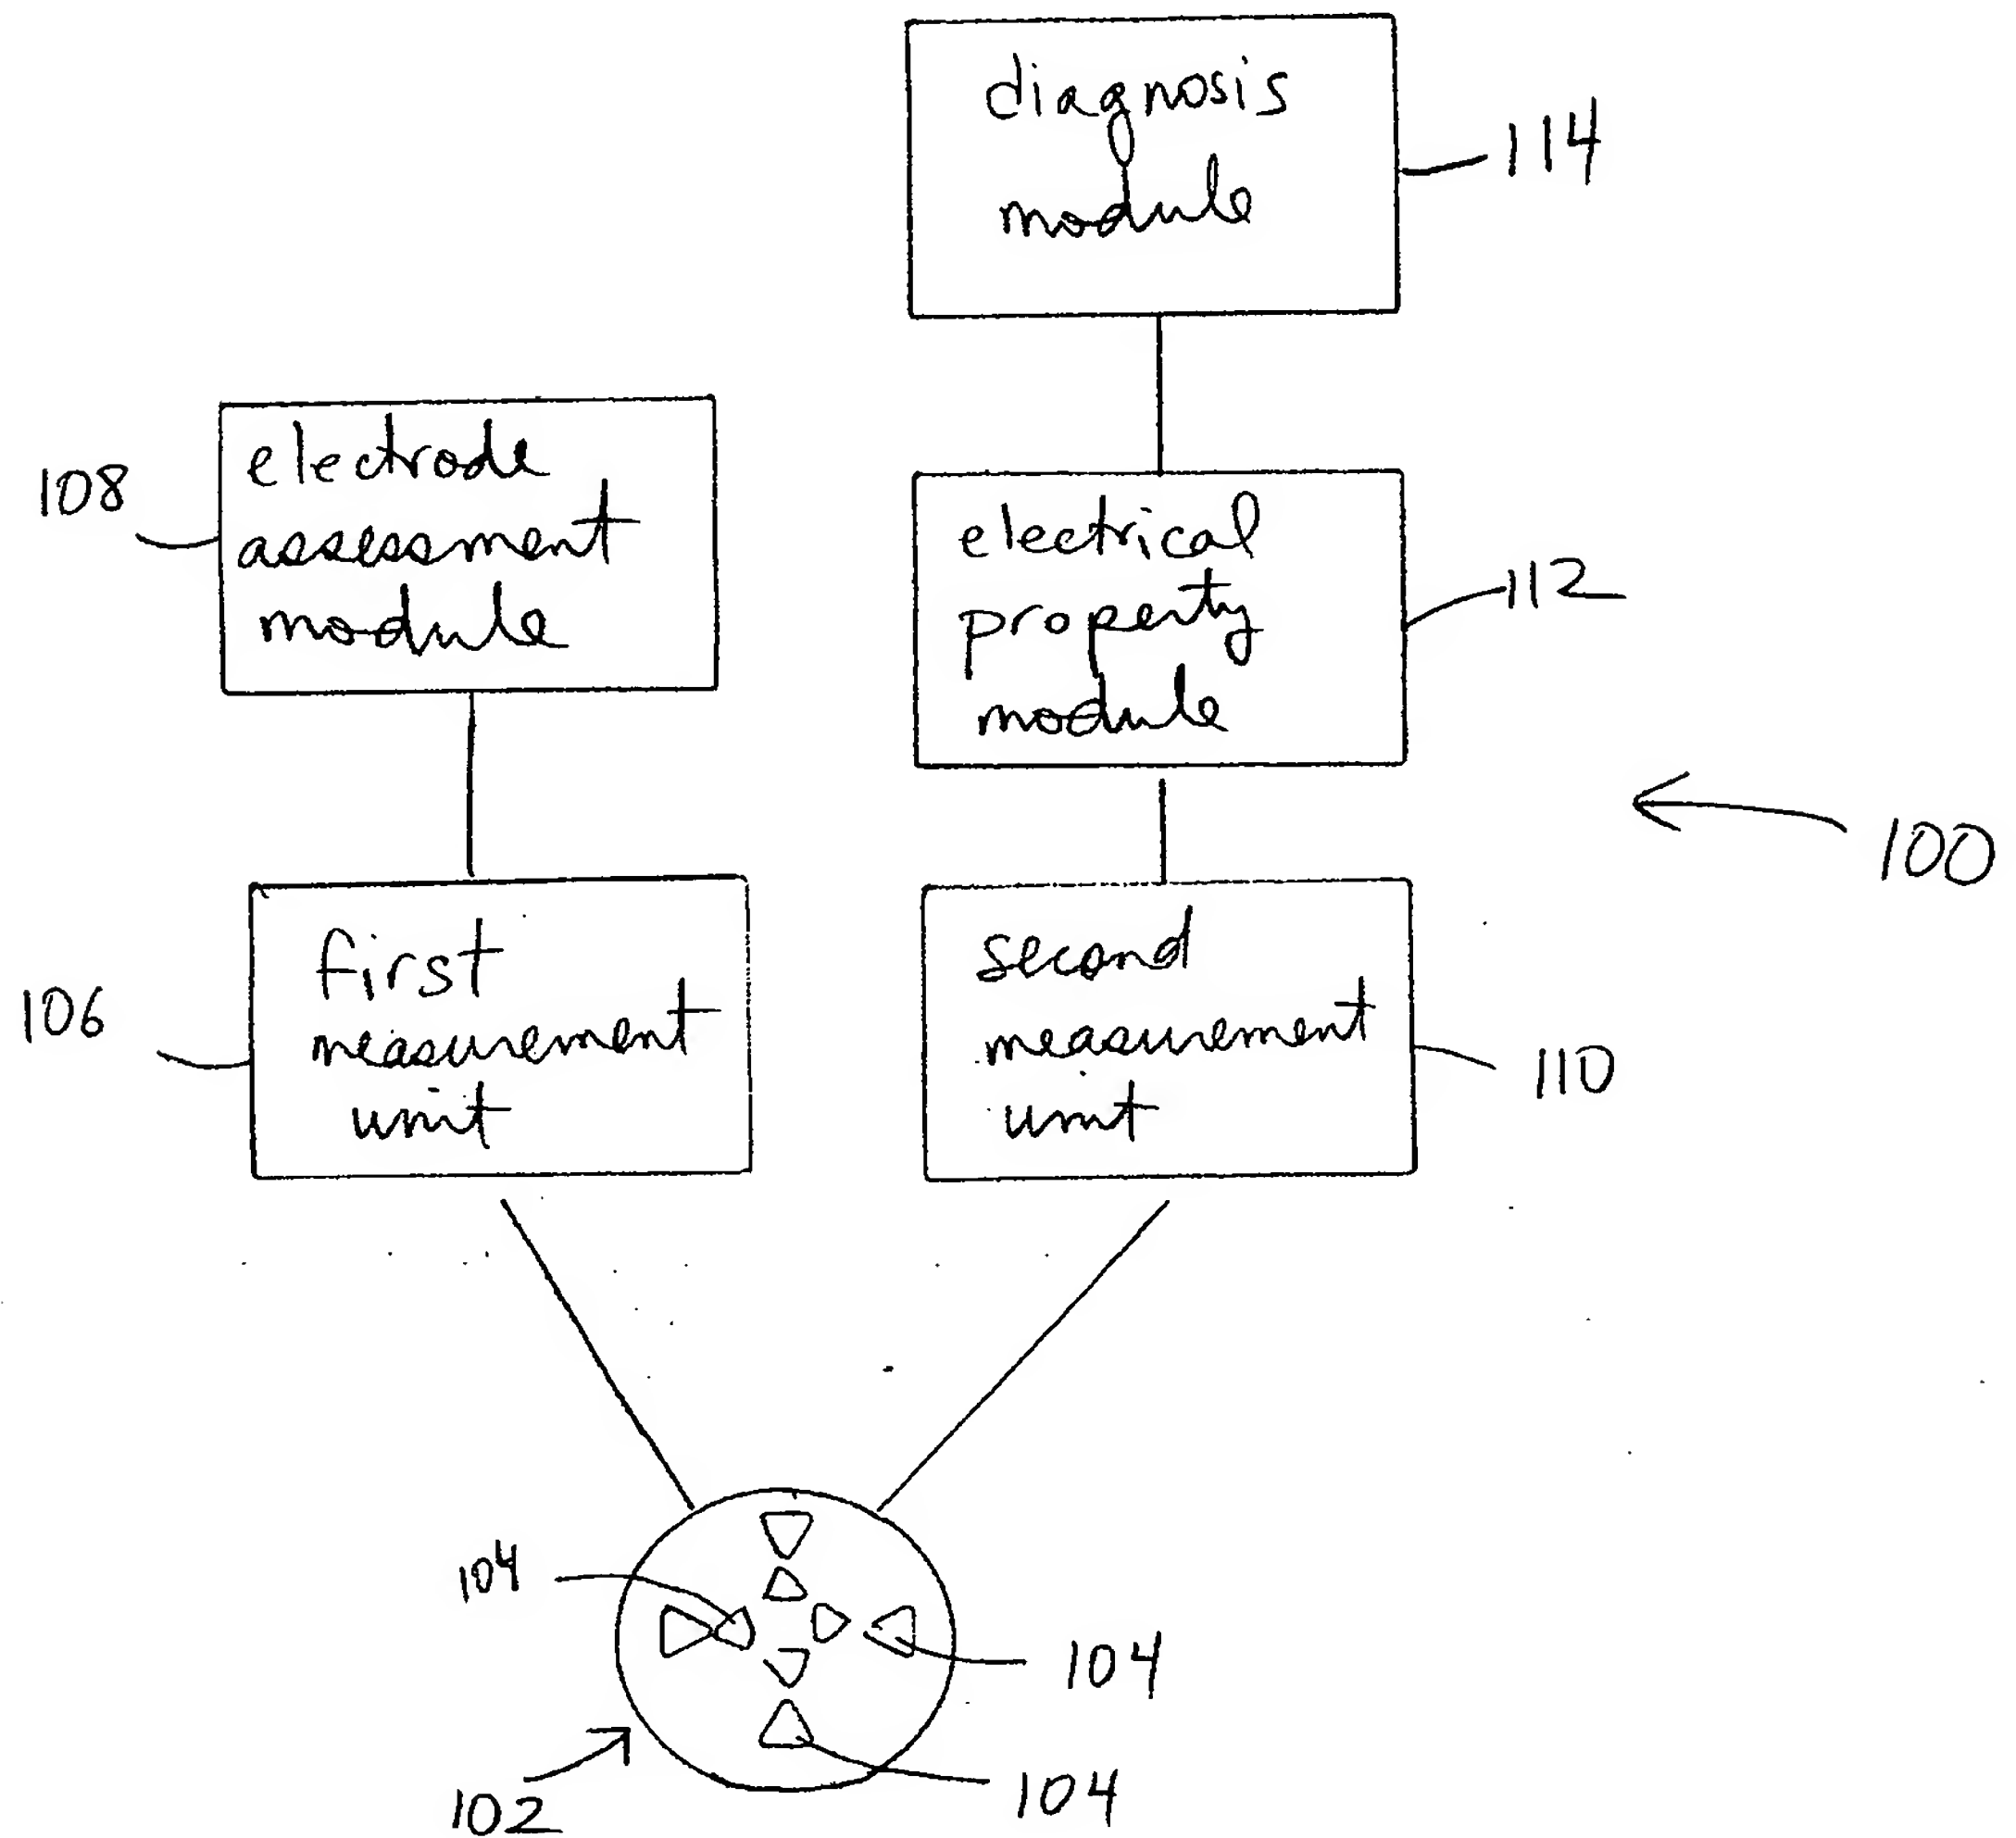 diagnosis
module
114
electrode
assessment
module
108
electrical
property
module
112
100
first
measurement
unit
106
second
measurement
unit
110
104
104
104
102